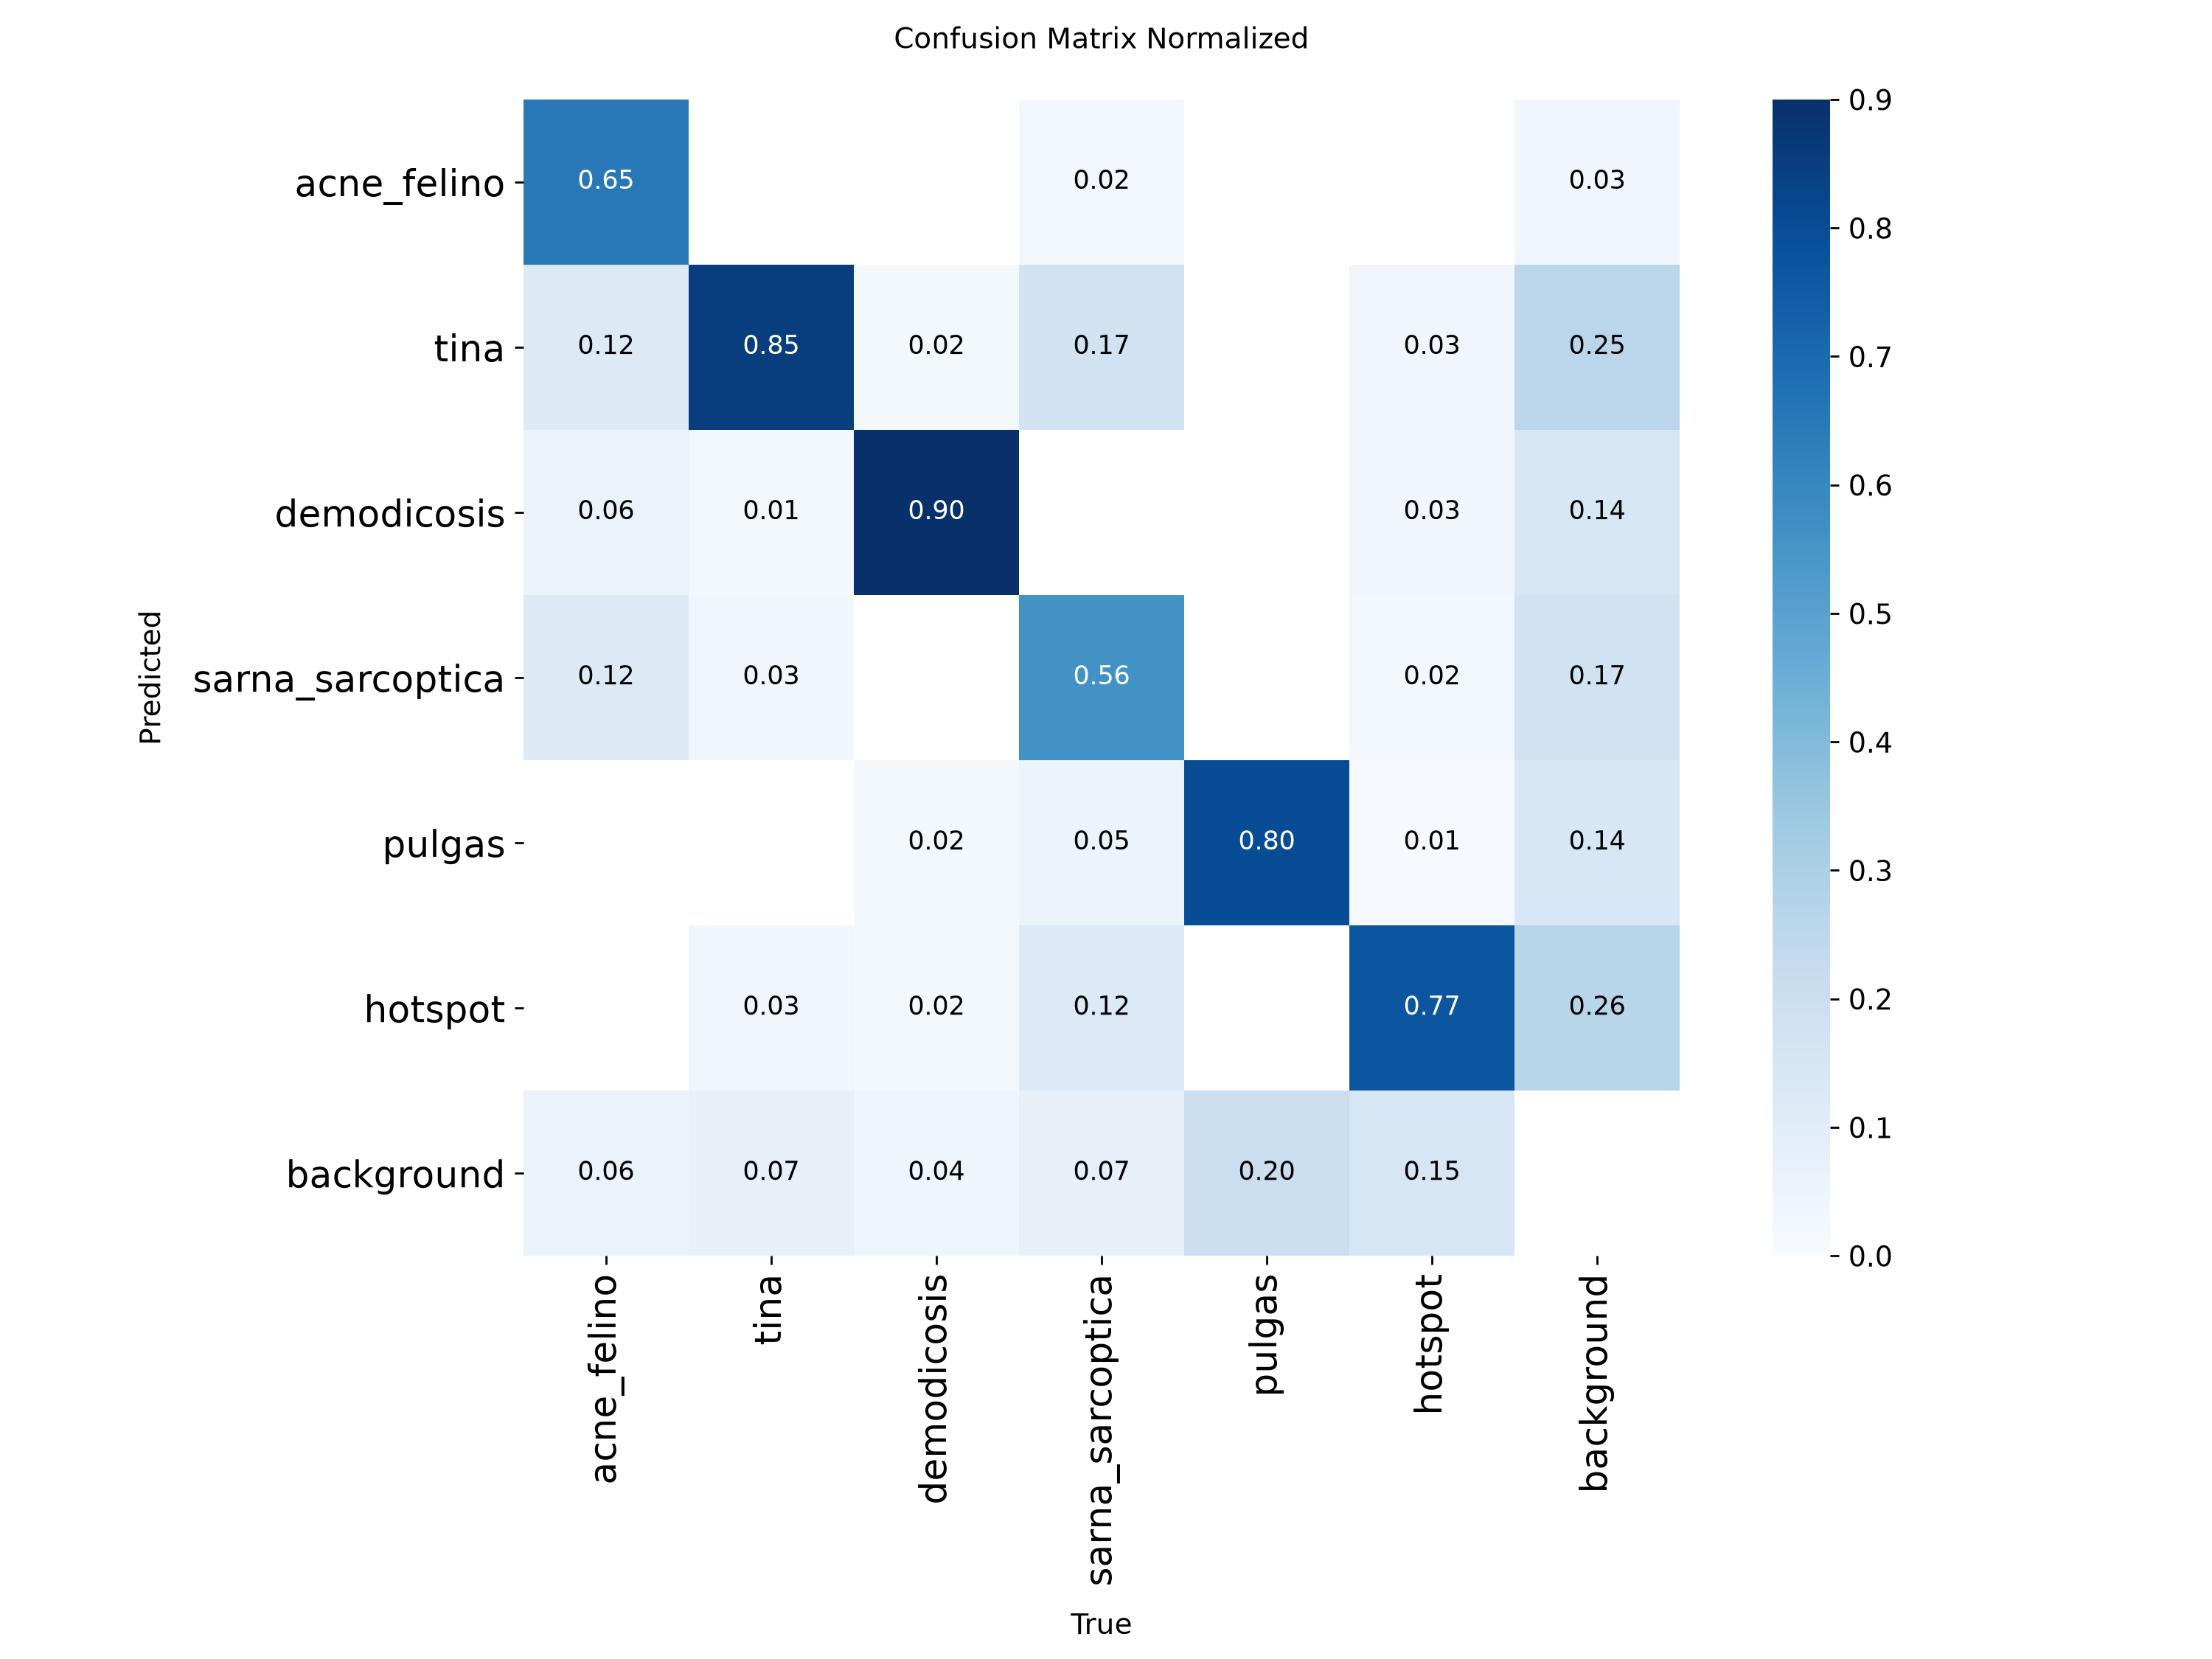 Confusion Matrix Normalized
acne_felino 0.65 0.02 0.03
tina 0.12 0.85 0.02 0.17 0.03 0.25
demodicosis 0.06 0.01 0.90 0.03 0.14
sarna_sarcoptica 0.12 0.03 0.56 0.02 0.17
pulgas 0.02 0.05 0.80 0.01 0.14
hotspot 0.03 0.02 0.12 0.77 0.26
background 0.06 0.07 0.04 0.07 0.20 0.15
Predicted
acne_felino
tina
demodicosis
sarna_sarcoptica
pulgas
hotspot
background
True
0.9
0.8
0.7
0.6
0.5
0.4
0.3
0.2
0.1
0.0